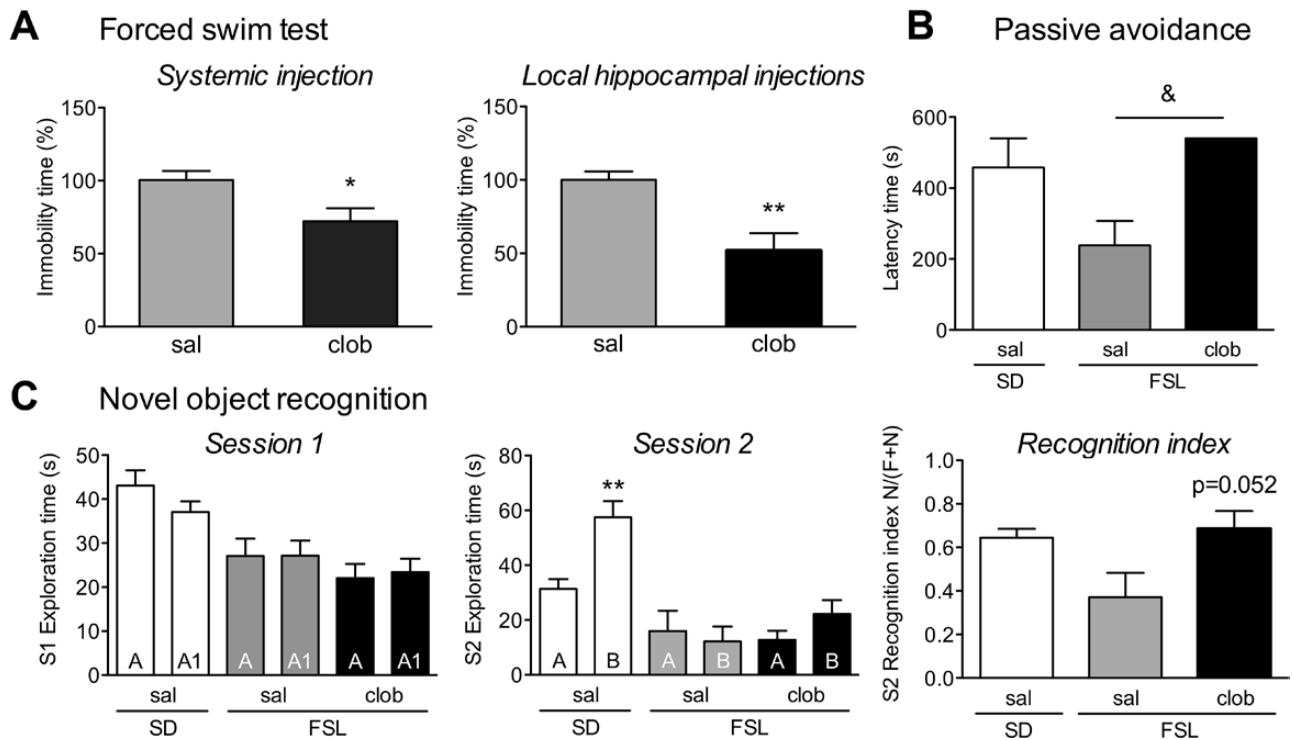 A Forced swim test
Systemic injection
Immobility time (%)
150
100
50
0
sal clob
*
Local hippocampal injections
Immobility time (%)
150
100
50
0
sal clob
**
B Passive avoidance
Latency time (s)
600
400
200
0
&
sal sal clob
SD FSL
C Novel object recognition
Session 1
S1 Exploration time (s)
50
40
30
20
10
0
A A1 A A1 A A1
sal sal clob
SD FSL
Session 2
S2 Exploration time (s)
80
60
40
20
0
**
A B A B A B
sal sal clob
SD FSL
Recognition index
S2 Recognition index N/(F+N)
1.0
0.8
0.6
0.4
0.2
0.0
p=0.052
sal sal clob
SD FSL